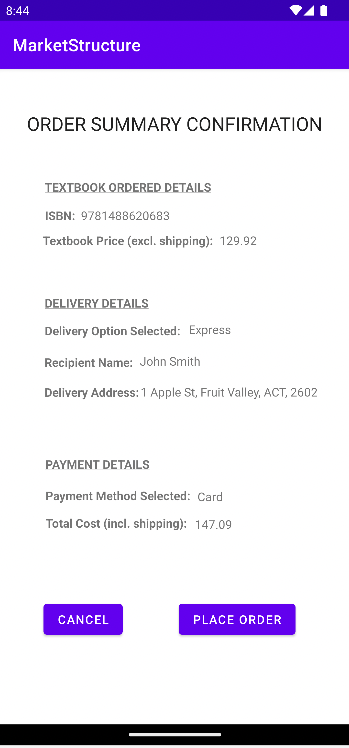 8:44
MarketStructure
ORDER SUMMARY CONFIRMATION
TEXTBOOK ORDERED DETAILS
ISBN: 9781488620683
Textbook Price (excl. shipping): 129.92
DELIVERY DETAILS
Delivery Option Selected: Express
Recipient Name: John Smith
Delivery Address: 1 Apple St, Fruit Valley, ACT, 2602
PAYMENT DETAILS
Payment Method Selected: Card
Total Cost (incl. shipping): 147.09
CANCEL PLACE ORDER